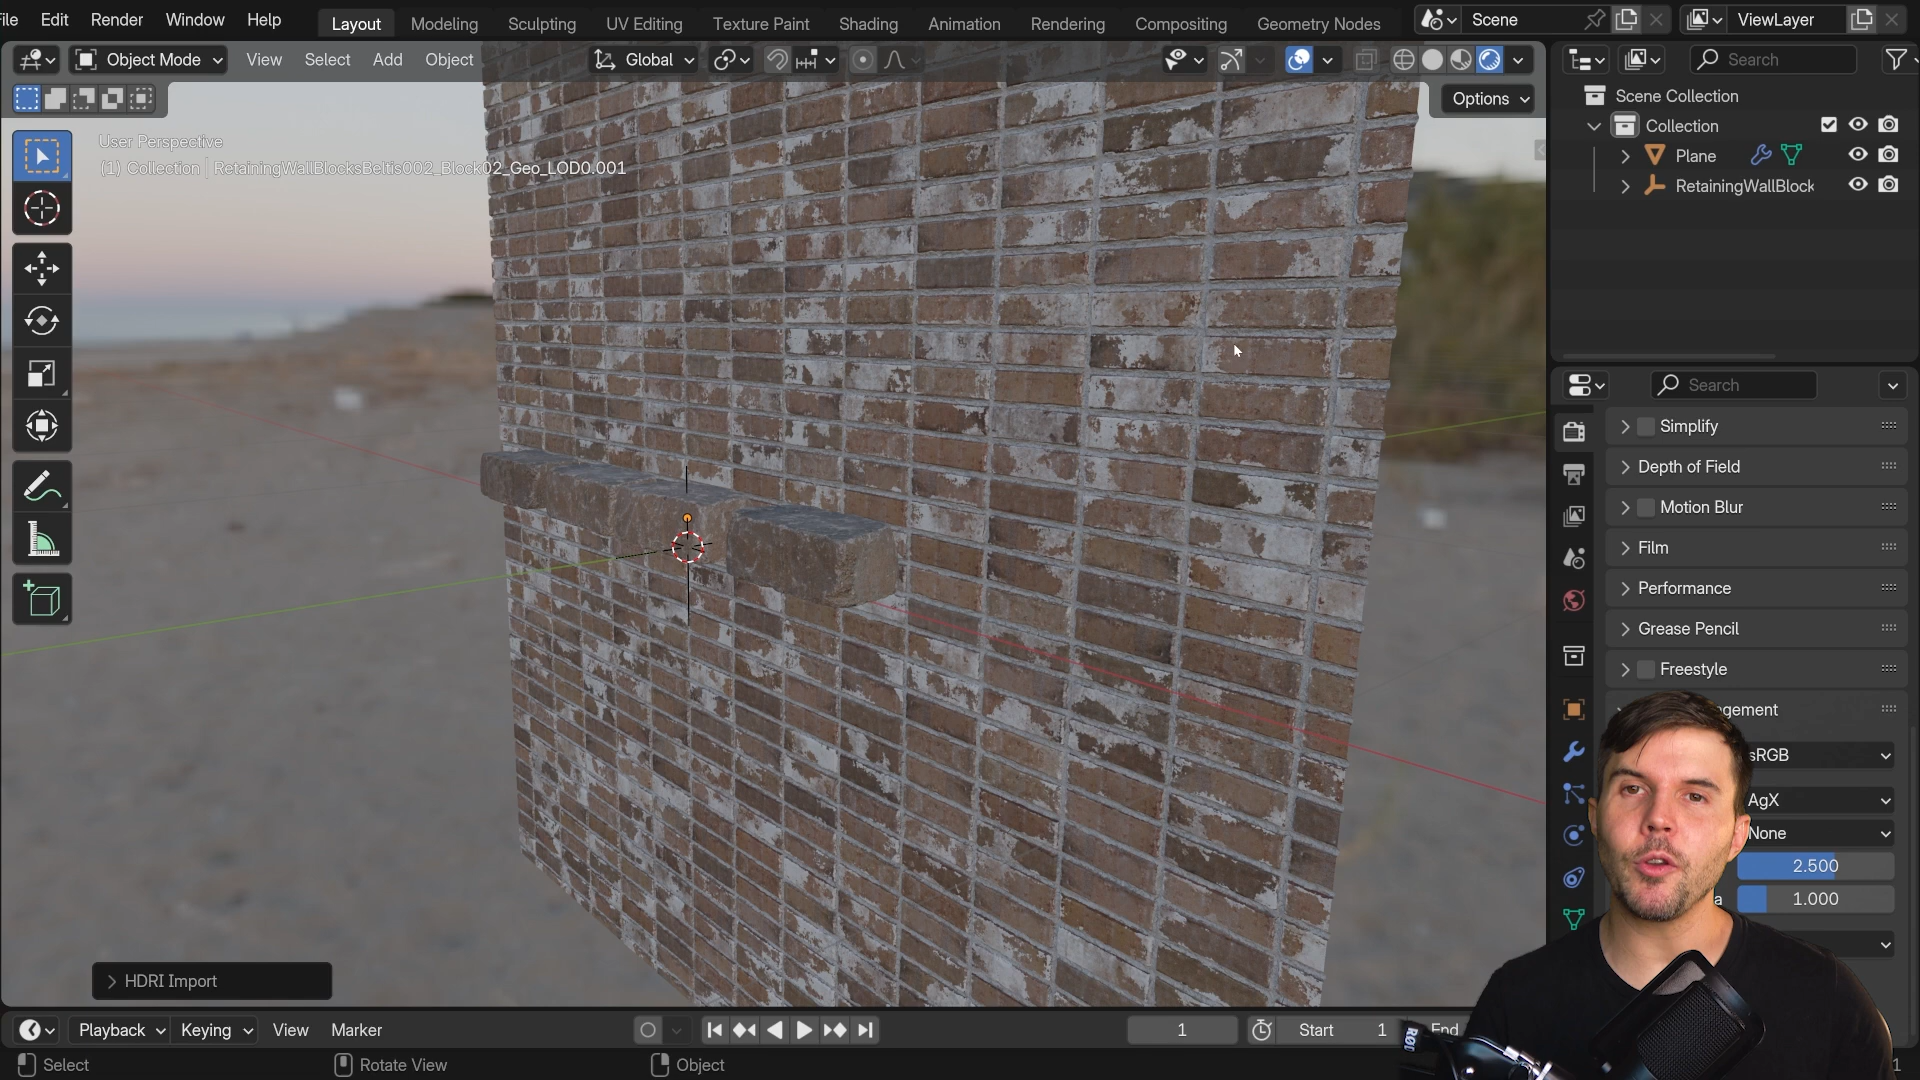 ile Edit Render Window Help Layout Modeling Sculpting UV Editing Texture Paint Shading Animation Rendering Compositing Geometry Nodes Scene ViewLayer
Object Mode View Select Add Object Global Search
Options
Scene Collection
Collection
User Perspective
Plane
(1) Collection | RetainingWallBlocksBeltis002_Block02_Geo_LOD0.001
RetainingWallBlock
Search
Simplify
Depth of Field
Motion Blur
Film
Performance
Grease Pencil
Freestyle
gement
sRGB
AgX
None
2.500
a 1.000
HDRI Import
Playback Keying View Marker 1 Start 1 End
Select Rotate View Object 1
RØD